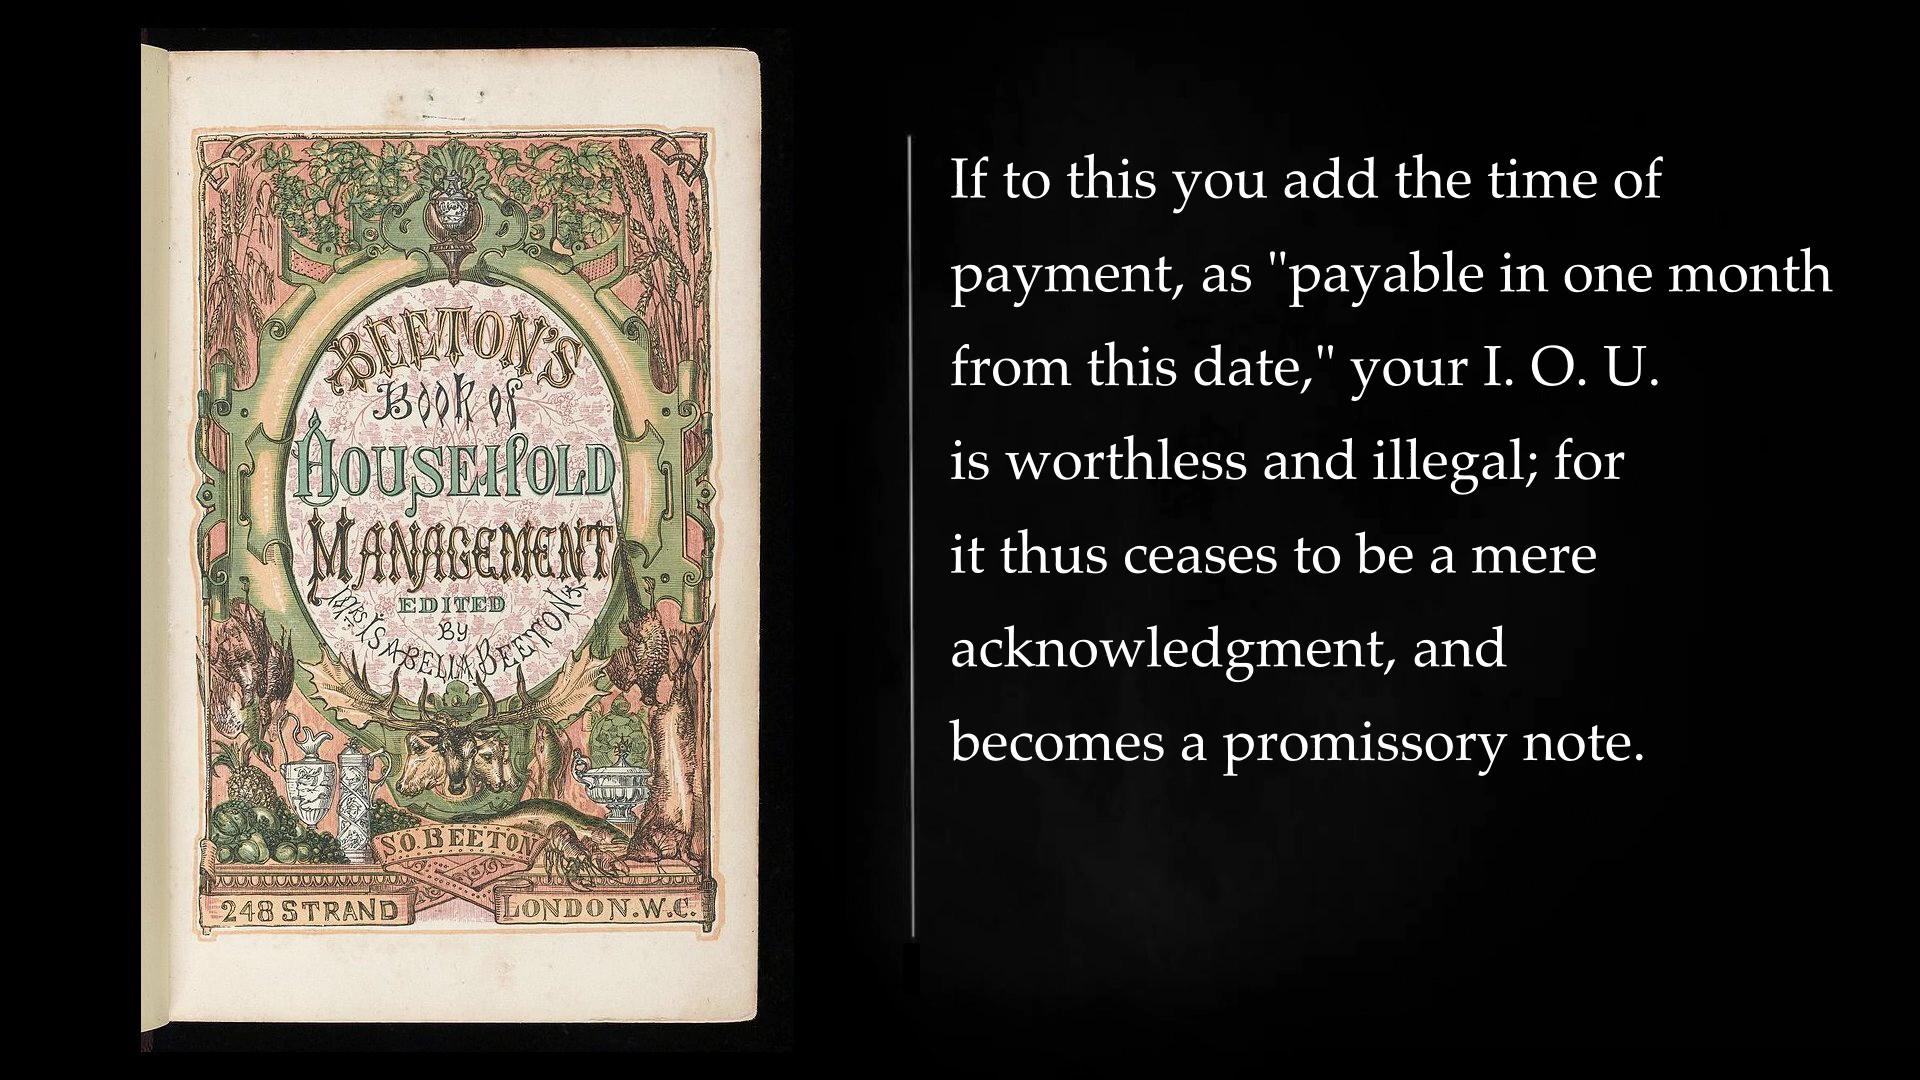 BEETON'S
Book of
HOUSEHOLD
MANAGEMENT
EDITED
BY
MRS ISABELLA BEETON
S.O. BEETON
248 STRAND
LONDON. W.C.
If to this you add the time of
payment, as "payable in one month
from this date," your I. O. U.
is worthless and illegal; for
it thus ceases to be a mere
acknowledgment, and
becomes a promissory note.